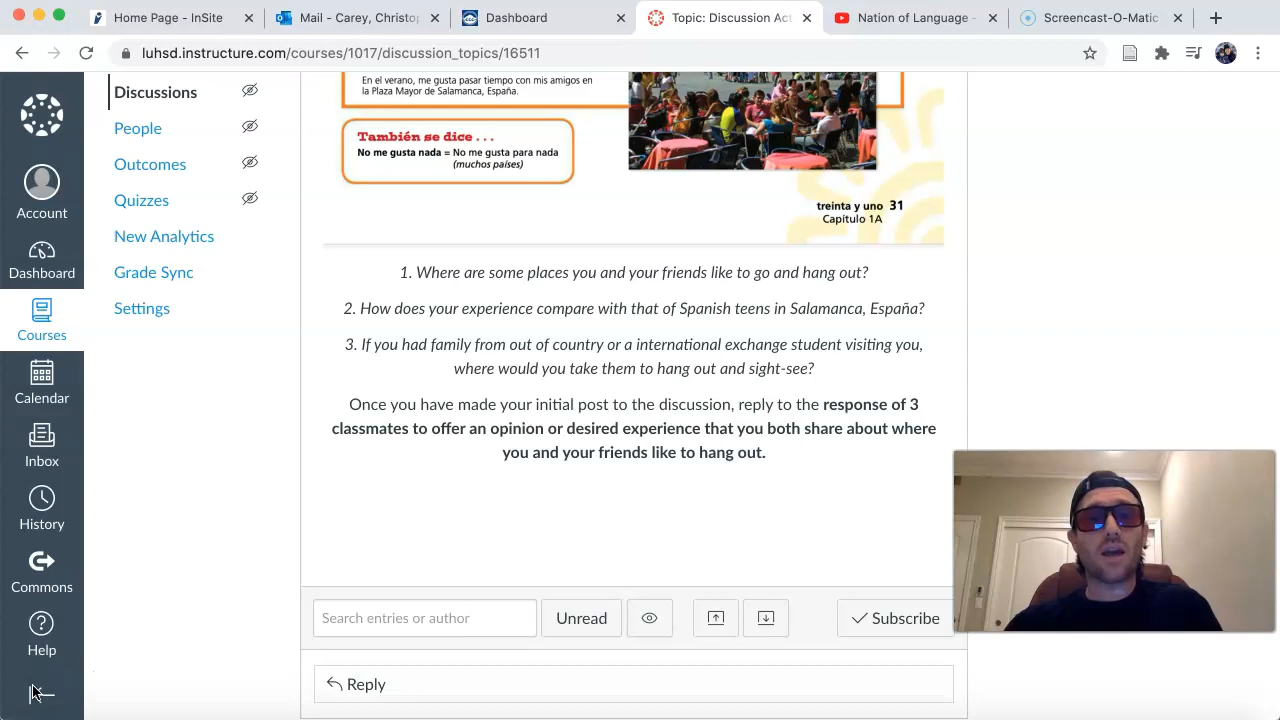 Home Page - InSite
Mail - Carey, Christop
Dashboard
Topic: Discussion Act
Nation of Language -
Screencast-O-Matic
luhsd.instructure.com/courses/1017/discussion_topics/16511
Account
Dashboard
Courses
Calendar
Inbox
History
Commons
Help
Discussions
People
Outcomes
Quizzes
New Analytics
Grade Sync
Settings
En el verano, me gusta pasar tiempo con mis amigos en
la Plaza Mayor de Salamanca, España.
También se dice . . .
No me gusta nada = No me gusta para nada
(muchos países)
treinta y uno 31
Capítulo 1A
1. Where are some places you and your friends like to go and hang out?
2. How does your experience compare with that of Spanish teens in Salamanca, España?
3. If you had family from out of country or a international exchange student visiting you,
where would you take them to hang out and sight-see?
Once you have made your initial post to the discussion, reply to the response of 3
classmates to offer an opinion or desired experience that you both share about where
you and your friends like to hang out.
Search entries or author
Unread
Subscribe
Reply